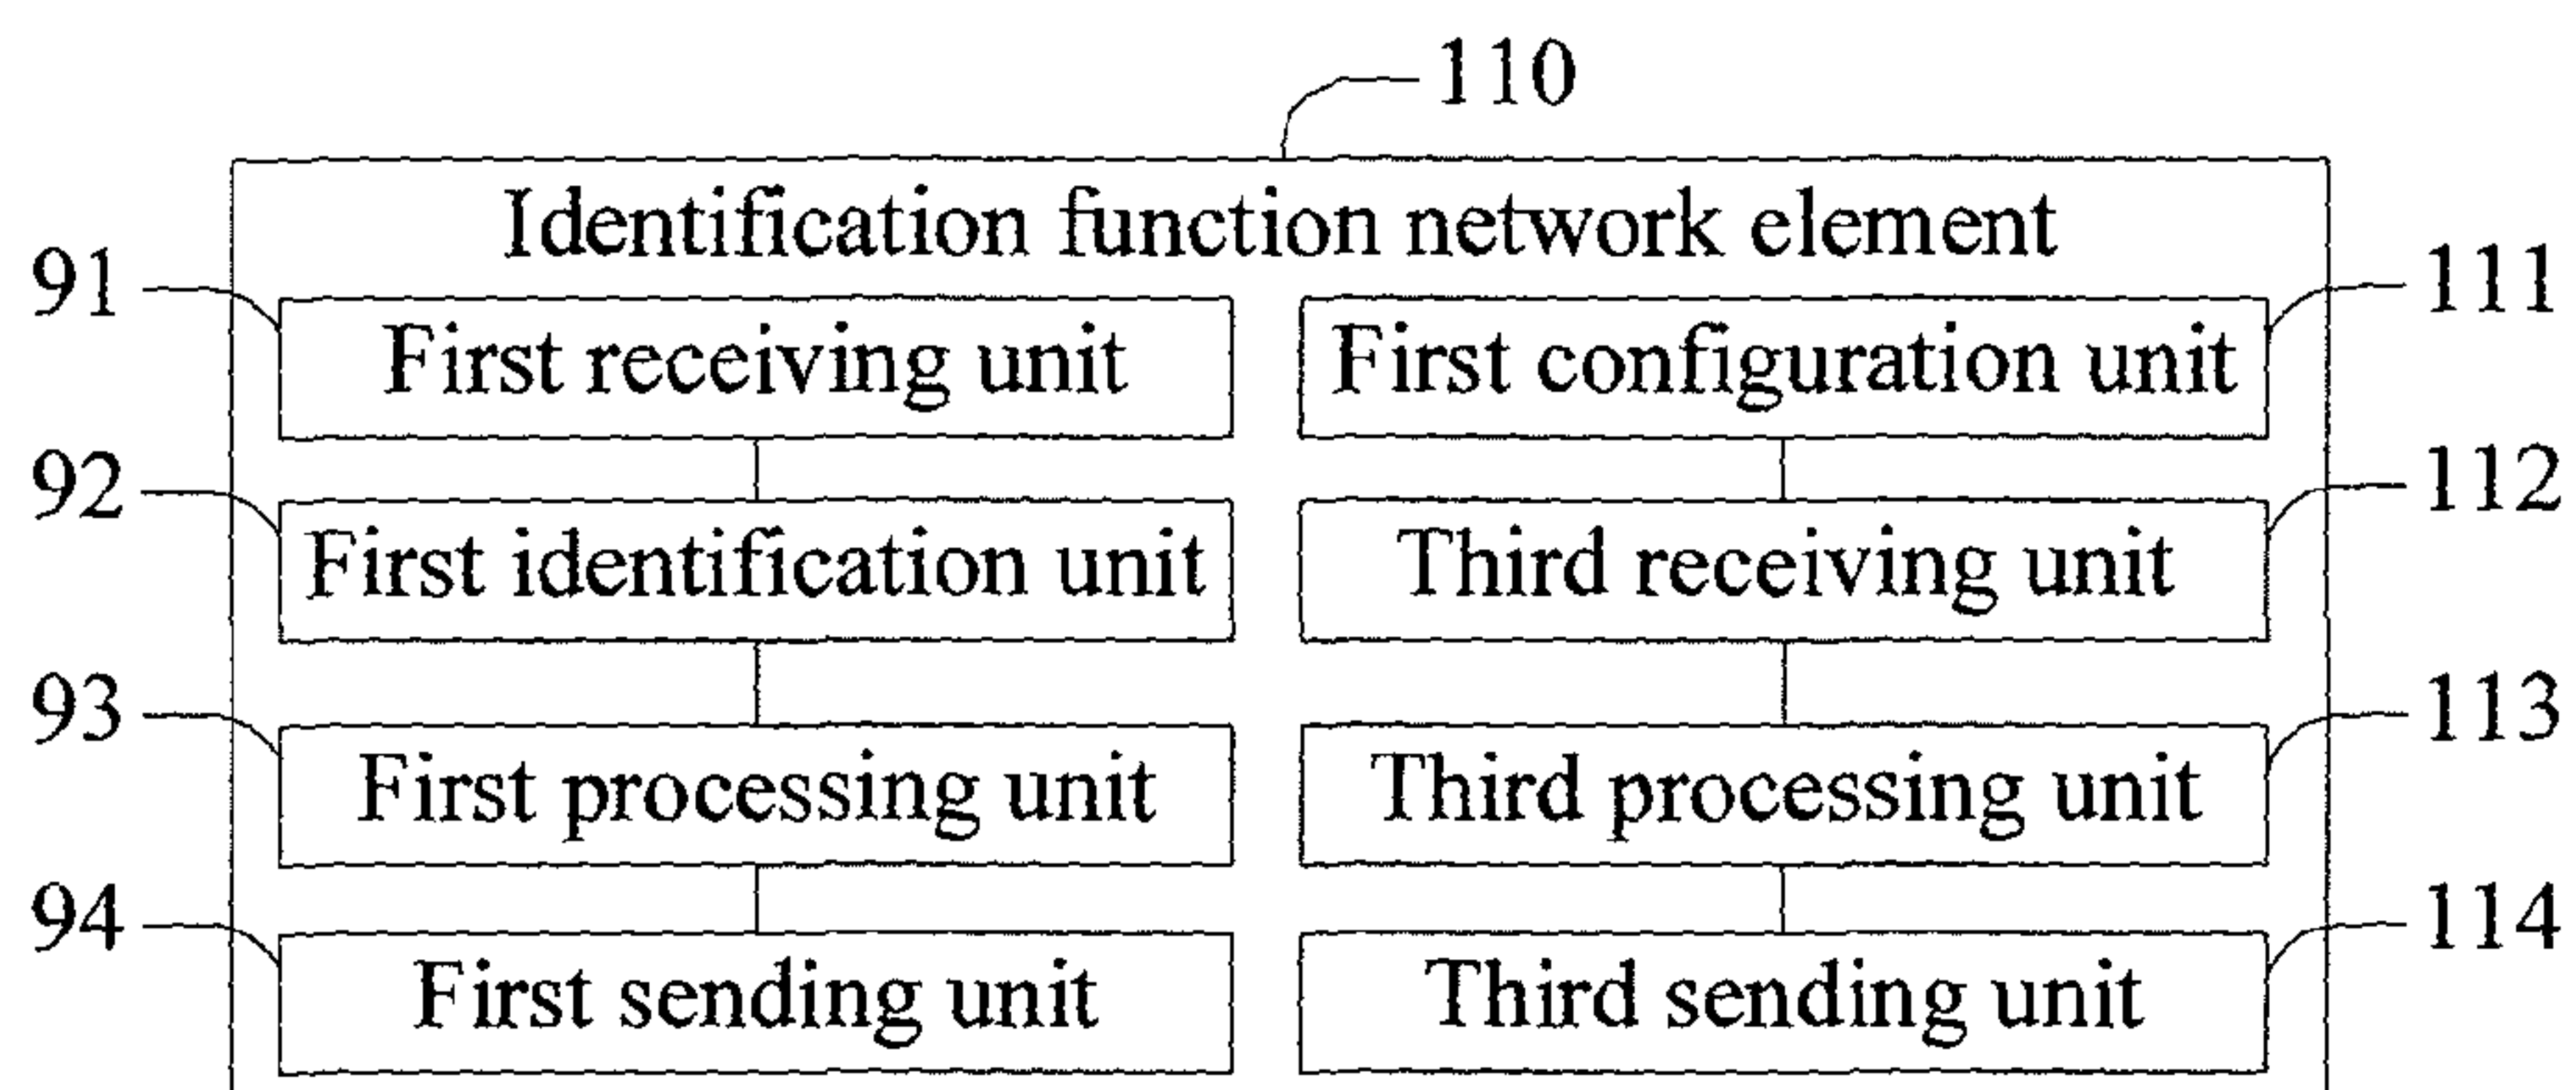 110
Identification function network element
91
First receiving unit
First configuration unit
111
92
First identification unit
Third receiving unit
112
93
First processing unit
Third processing unit
113
94
First sending unit
Third sending unit
114